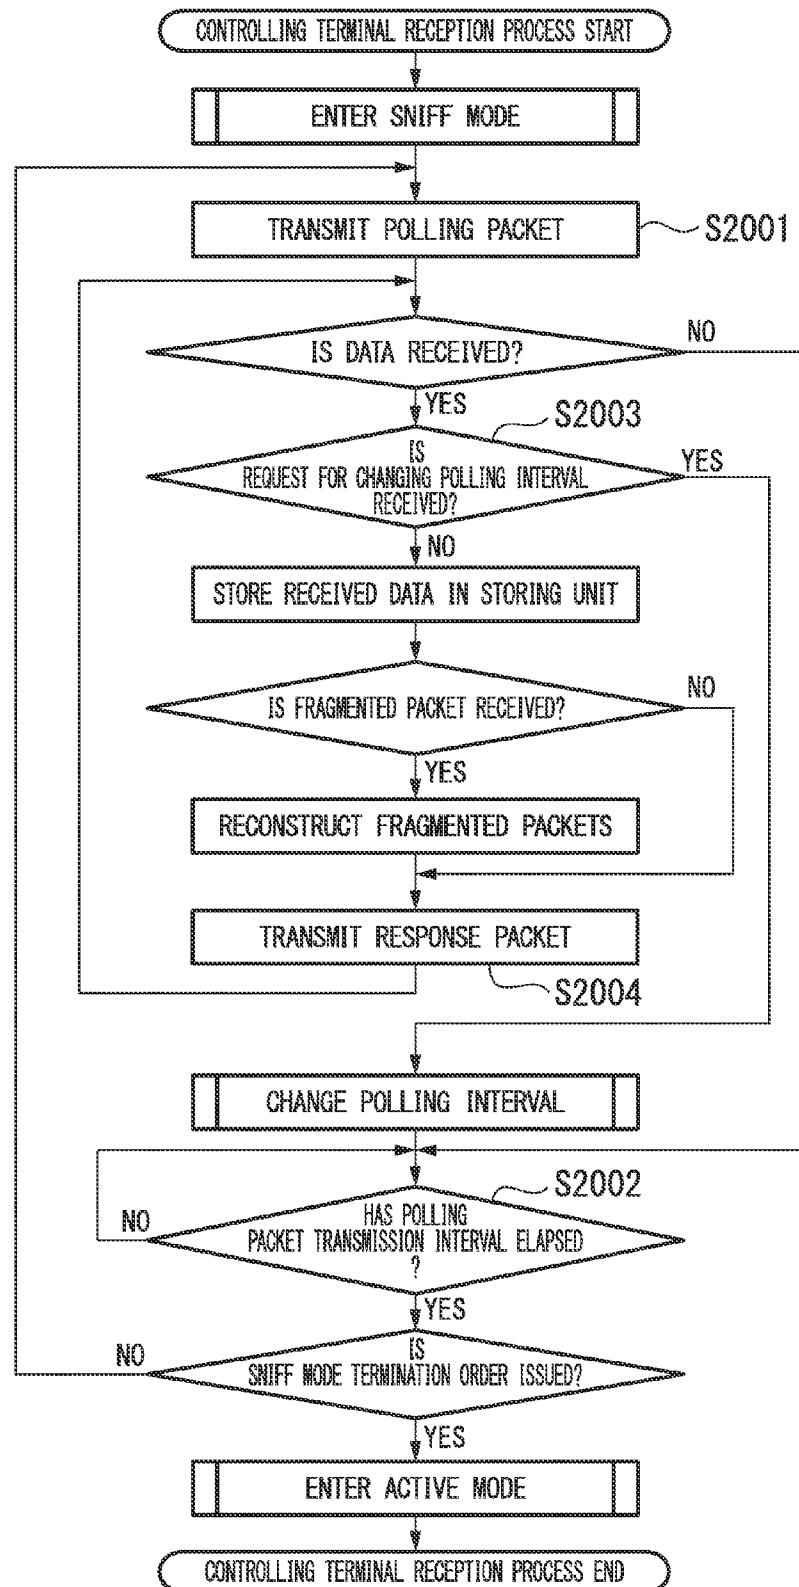 CONTROLLING TERMINAL RECEPTION PROCESS START
ENTER SNIFF MODE
TRANSMIT POLLING PACKET
S2001
IS DATA RECEIVED?
NO
YES
S2003
IS
REQUEST FOR CHANGING POLLING INTERVAL
RECEIVED?
YES
NO
STORE RECEIVED DATA IN STORING UNIT
IS FRAGMENTED PACKET RECEIVED?
NO
YES
RECONSTRUCT FRAGMENTED PACKETS
TRANSMIT RESPONSE PACKET
S2004
CHANGE POLLING INTERVAL
S2002
HAS POLLING
PACKET TRANSMISSION INTERVAL ELAPSED
?
NO
YES
IS
SNIFF MODE TERMINATION ORDER ISSUED?
NO
YES
ENTER ACTIVE MODE
CONTROLLING TERMINAL RECEPTION PROCESS END